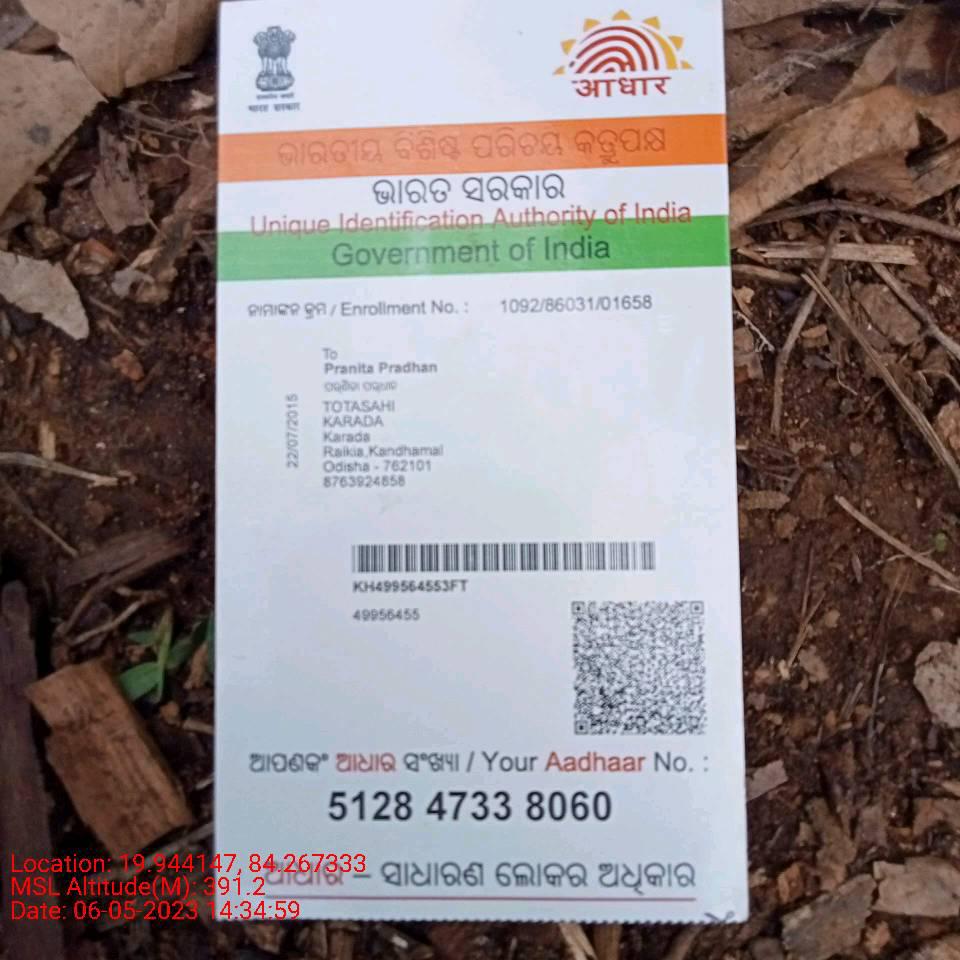 भारत सरकार
आधार
ଭାରତୀୟ ବିଶିଷ୍ଟ ପରିଚୟ କର୍ତ୍ତୃପକ୍ଷ
ଭାରତ ସରକାର
Unique Identification Authority of India
Government of India
ନାମାଙ୍କନ କ୍ରମ / Enrollment No. : 1092/86031/01658
To
Pranita Pradhan
TOTASAHI
KARADA
Karada
Raikia,Kandhamal
Odisha - 762101
8763924858
22/07/2015
KH499564553FT
49956455
ଆପଣଙ୍କ ଆଧାର ସଂଖ୍ୟା / Your Aadhaar No. :
5128 4733 8060
ଆଧାର – ସାଧାରଣ ଲୋକର ଅଧିକାର
Location: 19.944147, 84.267333
MSL Altitude(M): 391.2
Date: 06-05-2023 14:34:59